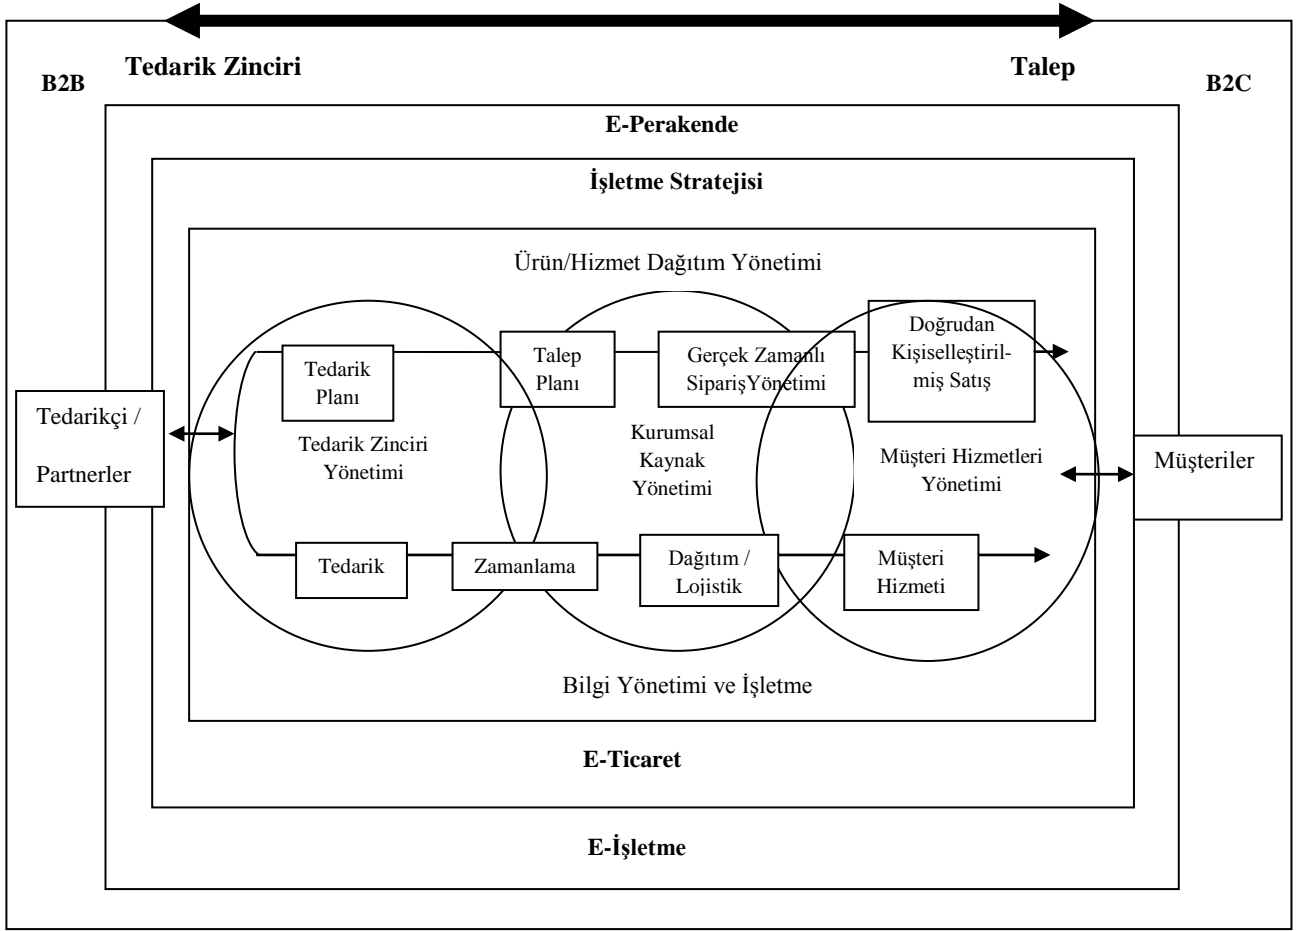 Tedarik Zinciri
Talep
B2B
B2C
E-Perakende
İşletme Stratejisi
Ürün/Hizmet Dağıtım Yönetimi
Tedarik
Planı
Talep
Planı
Gerçek Zamanlı
SiparişYönetimi
Doğrudan
Kişiselleştiril-
miş Satış
Tedarikçi /
Partnerler
Tedarik Zinciri
Yönetimi
Kurumsal
Kaynak
Yönetimi
Müşteri Hizmetleri
Yönetimi
Müşteriler
Tedarik
Zamanlama
Dağıtım /
Lojistik
Müşteri
Hizmeti
Bilgi Yönetimi ve İşletme
E-Ticaret
E-İşletme